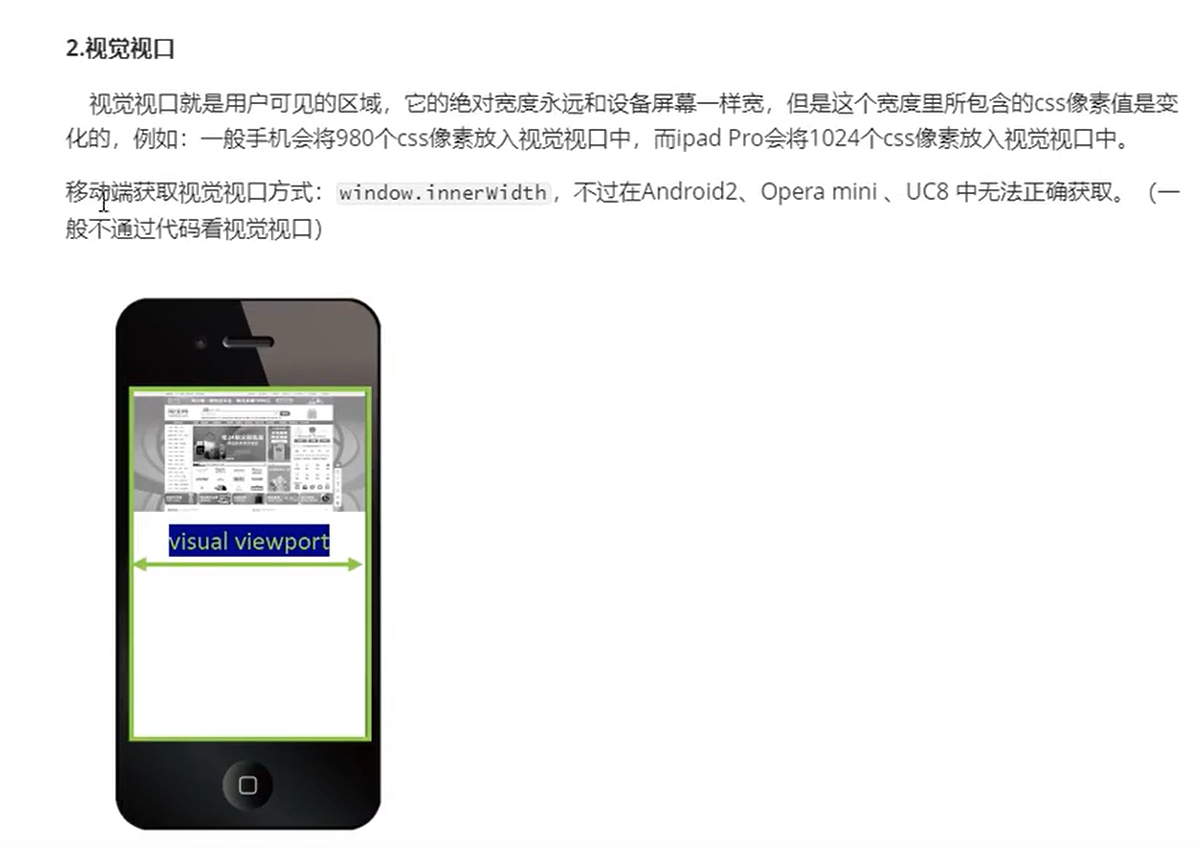 2.视觉视口
视觉视口就是用户可见的区域，它的绝对宽度永远和设备屏幕一样宽，但是这个宽度里所包含的css像素值是变
化的，例如：一般手机会将980个css像素放入视觉视口中，而ipad Pro会将1024个css像素放入视觉视口中。
移动端获取视觉视口方式：window.innerWidth，不过在Android2、Opera mini 、UC8 中无法正确获取。（一
般不通过代码看视觉视口）
visual viewport